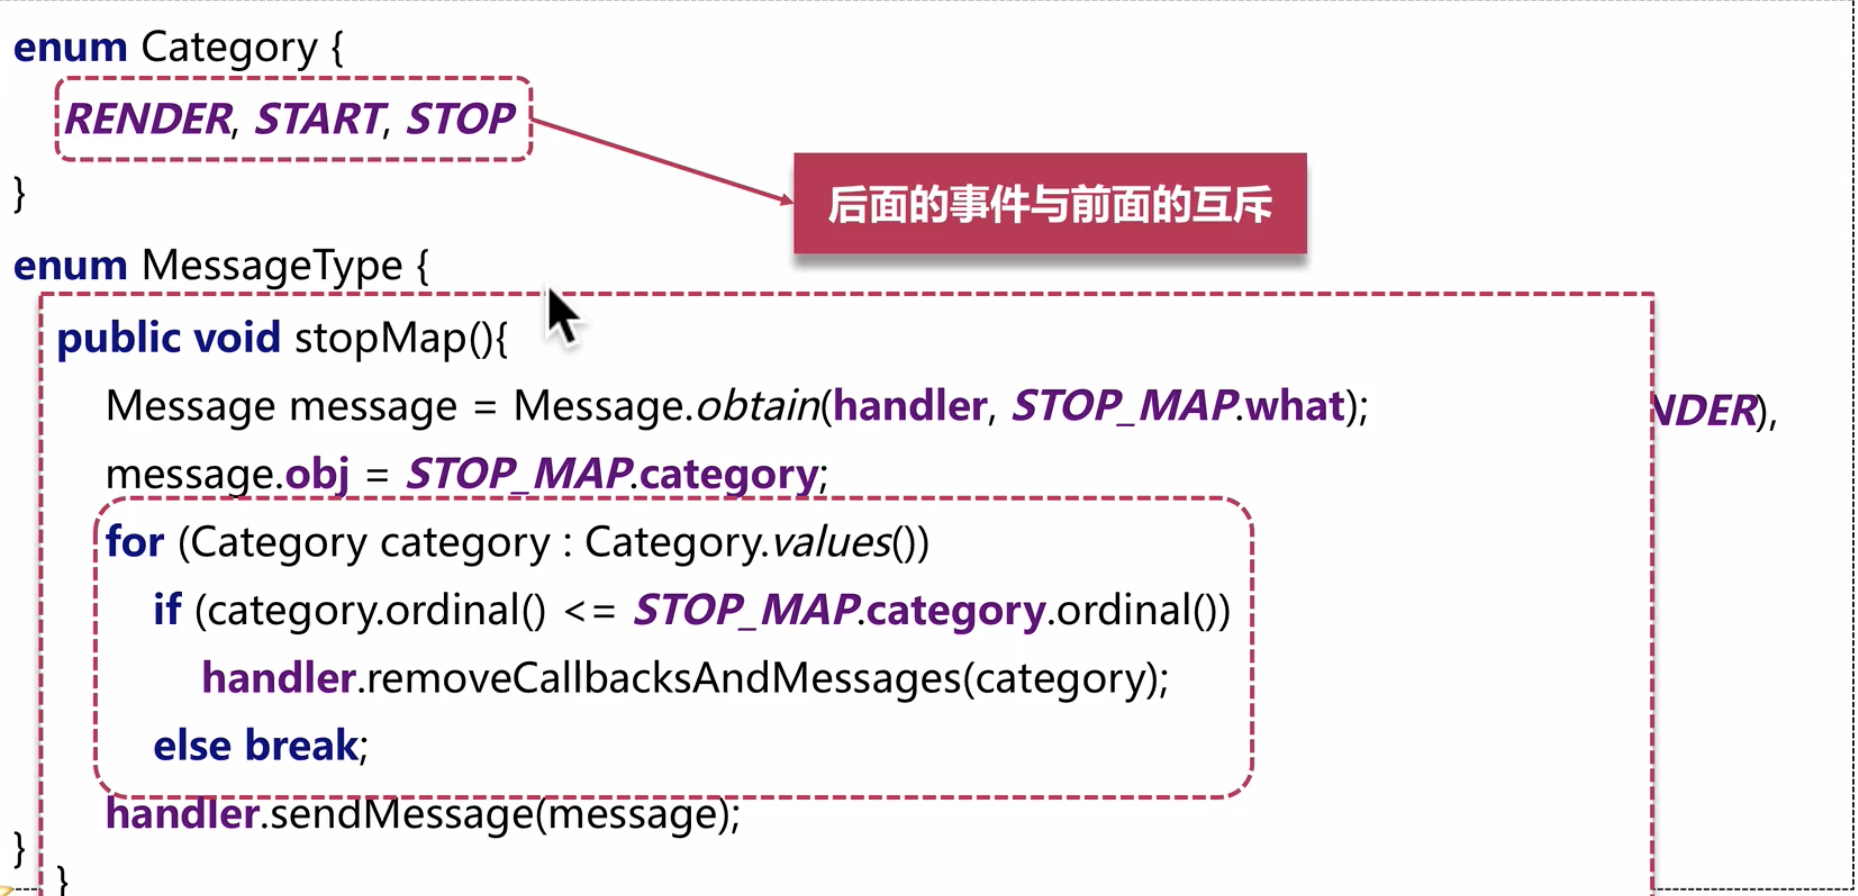 enum Category {
RENDER, START, STOP
}
后面的事件与前面的互斥
enum MessageType {
public void stopMap(){
Message message = Message.obtain(handler, STOP_MAP.what);
NDER),
message.obj = STOP_MAP.category;
for (Category category : Category.values())
if (category.ordinal() <= STOP_MAP.category.ordinal())
handler.removeCallbacksAndMessages(category);
else break;
handler.sendMessage(message);
}
}